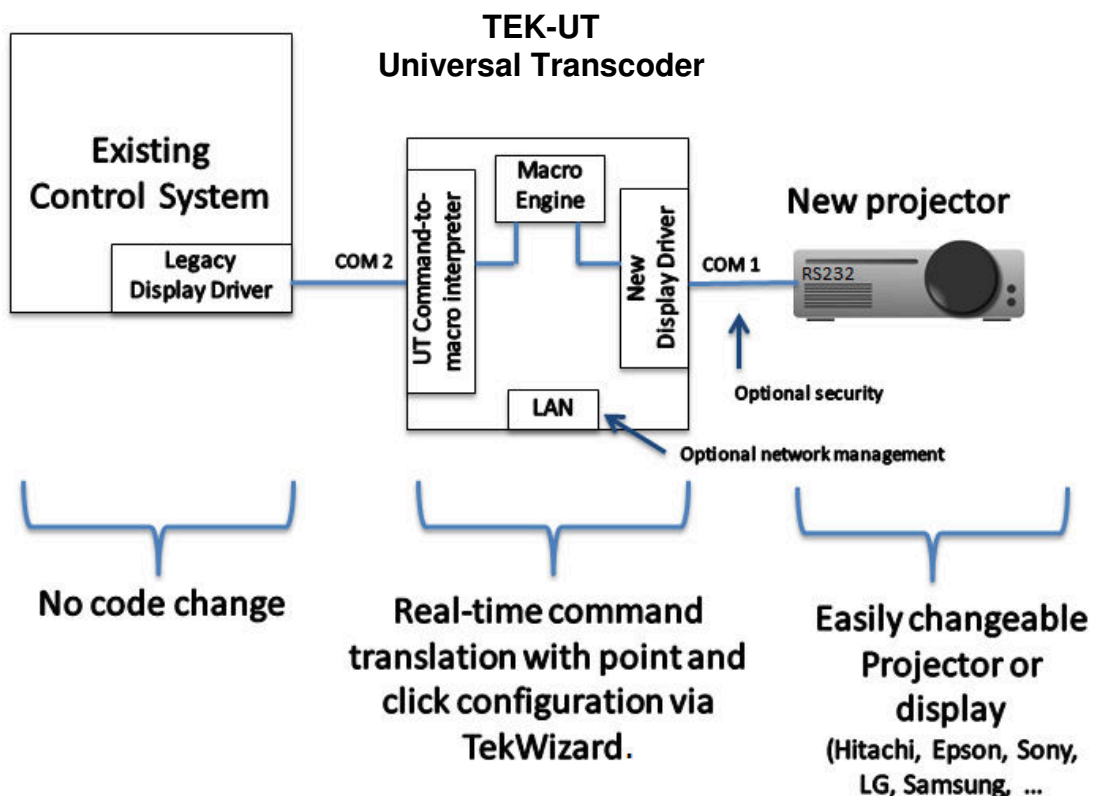 TEK-UT
Universal Transcoder
Existing
Control System
Legacy
Display Driver
COM 2
UT Command-to-
macro interpreter
Macro
Engine
New
Display Driver
LAN
COM 1
New projector
RS232
Optional security
Optional network management
No code change
Real-time command
translation with point and
click configuration via
TekWizard.
Easily changeable
Projector or
display
(Hitachi, Epson, Sony,
LG, Samsung, ...